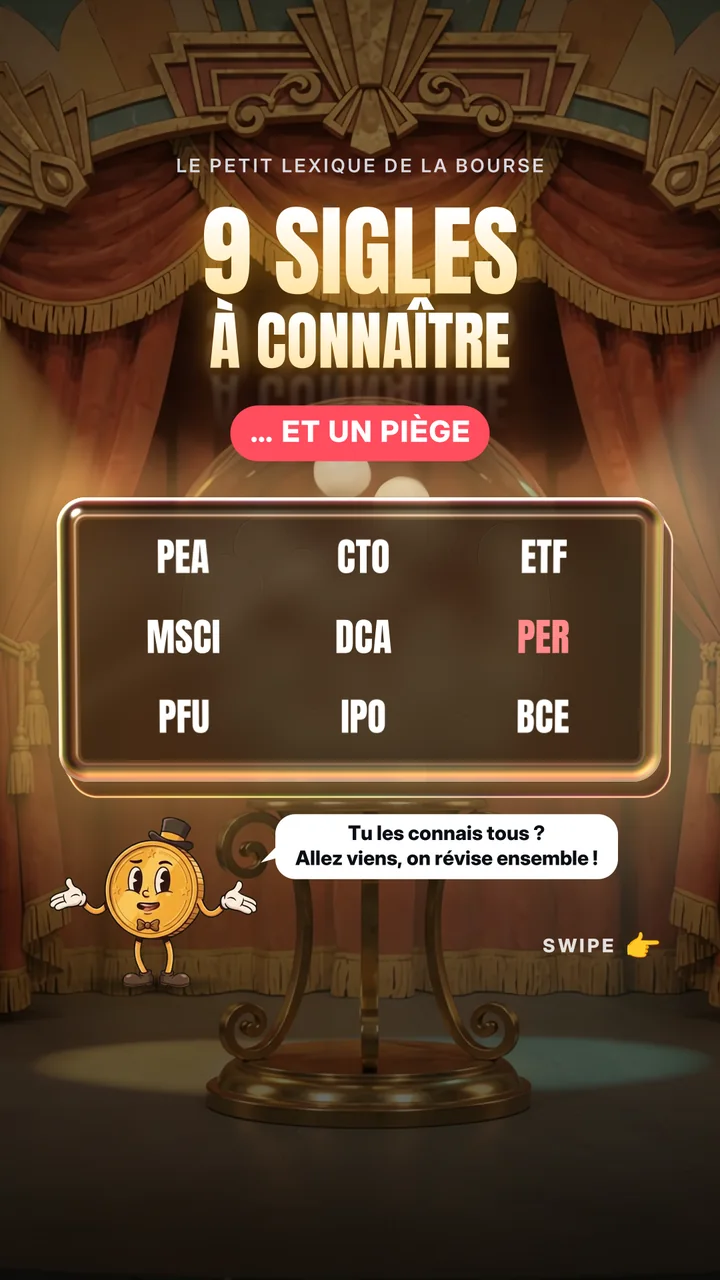 LE PETIT LEXIQUE DE LA BOURSE
9 SIGLES
À CONNAÎTRE
... ET UN PIÈGE
PEA CTO ETF
MSCI DCA PER
PFU IPO BCE
Tu les connais tous ?
Allez viens, on révise ensemble !
SWIPE 👉